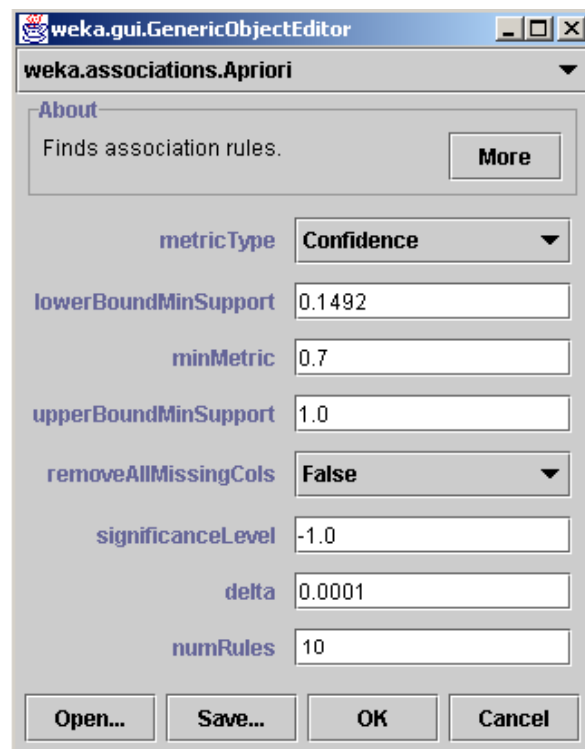 weka.gui.GenericObjectEditor
weka.associations.Apriori
About
Finds association rules.
More
metricType Confidence
lowerBoundMinSupport 0.1492
minMetric 0.7
upperBoundMinSupport 1.0
removeAllMissingCols False
significanceLevel -1.0
delta 0.0001
numRules 10
Open... Save... OK Cancel